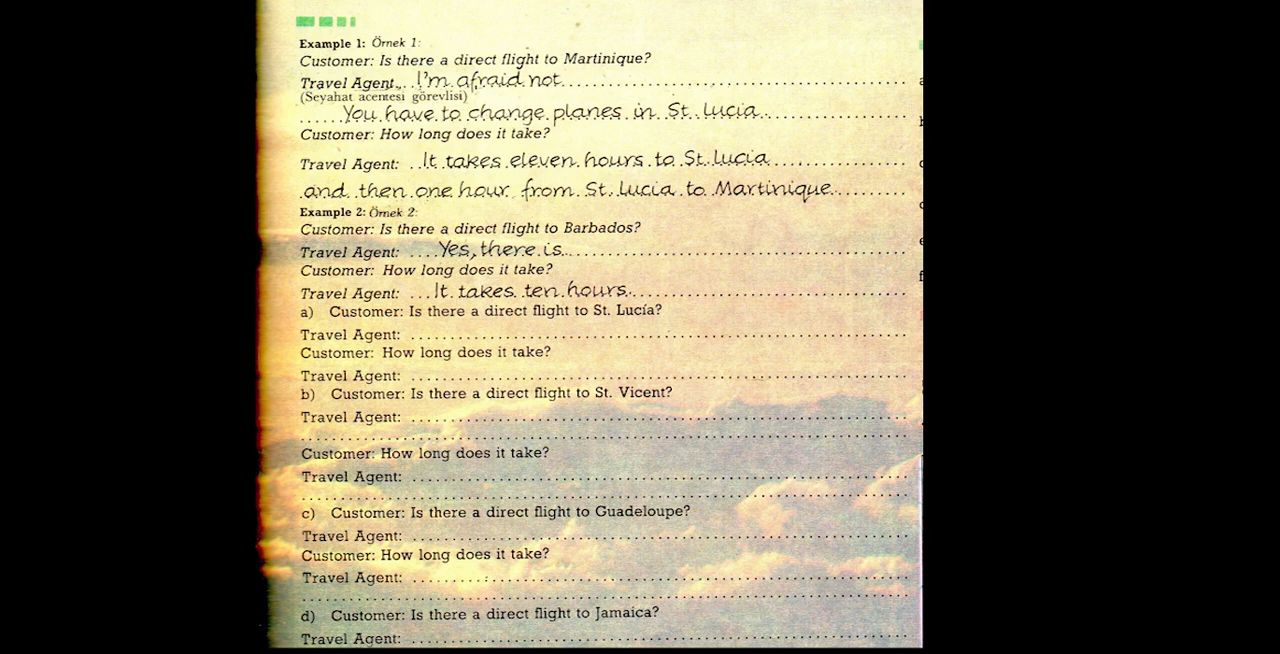 Example 1: Örnek 1:
Customer: Is there a direct flight to Martinique?
Travel Agent... I'm afraid not
(Seyahat acentesi görevlisi)
You have to change planes in St. Lucia
Customer: How long does it take?
Travel Agent: It takes eleven hours to St. Lucia
and then one hour from St. Lucia to Martinique
Example 2: Örnek 2:
Customer: Is there a direct flight to Barbados?
Travel Agent: Yes, there is
Customer: How long does it take?
Travel Agent: It takes ten hours.
a) Customer: Is there a direct flight to St. Lucía?
Travel Agent:
Customer: How long does it take?
Travel Agent:
b) Customer: Is there a direct flight to St. Vicent?
Travel Agent:
Customer: How long does it take?
Travel Agent:
c) Customer: Is there a direct flight to Guadeloupe?
Travel Agent:
Customer: How long does it take?
Travel Agent:
d) Customer: Is there a direct flight to Jamaica?
Travel Agent: